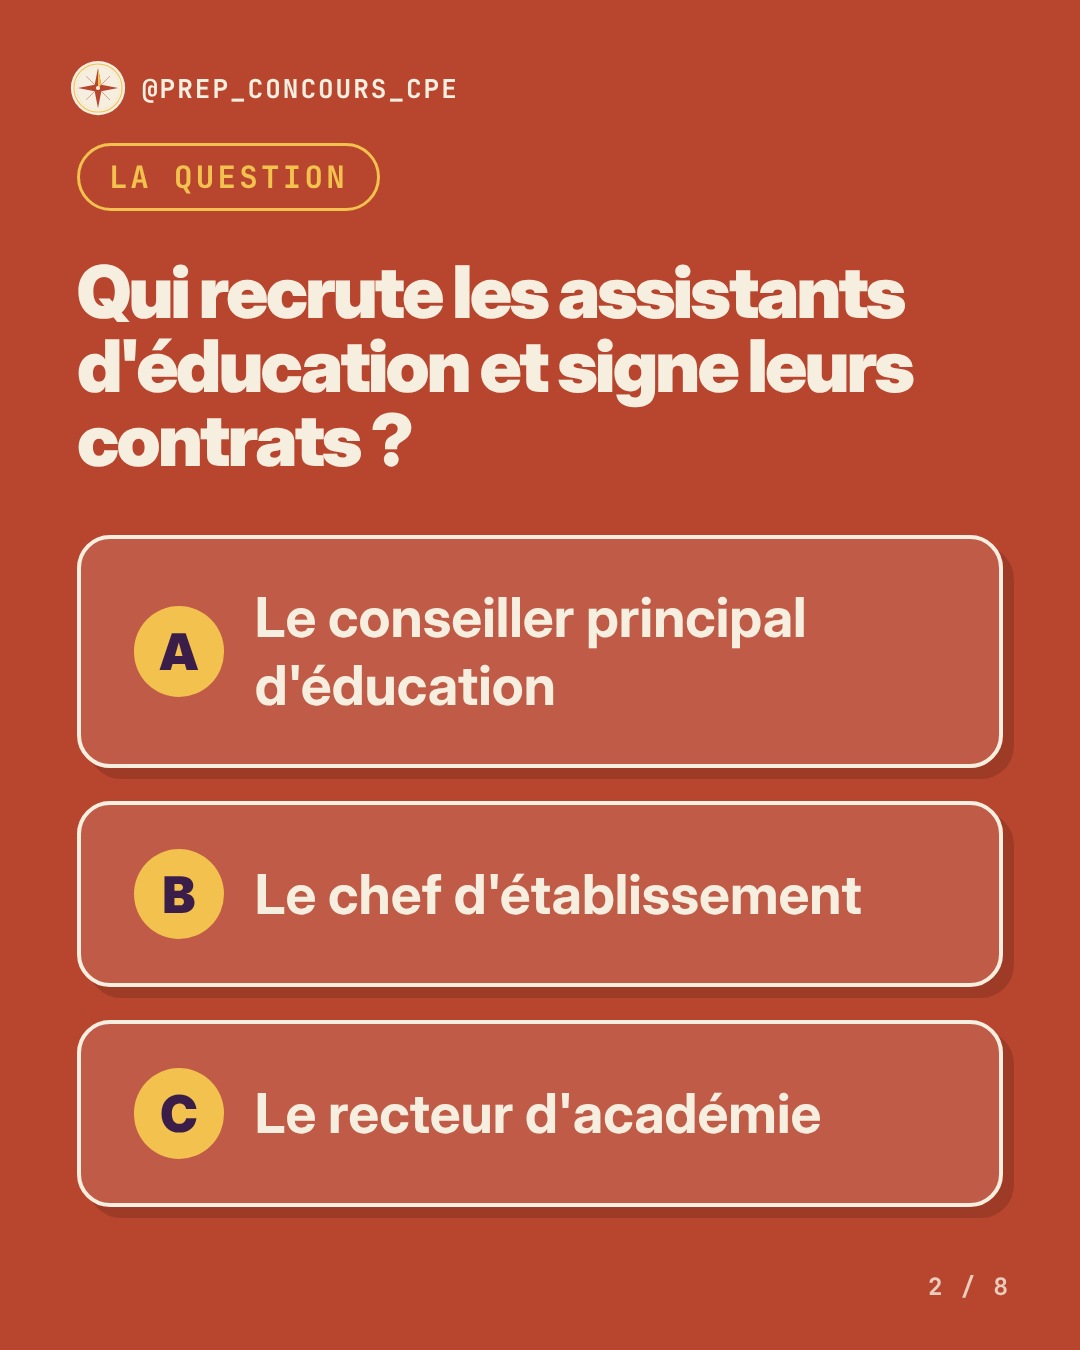 @PREP_CONCOURS_CPE
LA QUESTION
Qui recrute les assistants
d'éducation et signe leurs
contrats ?
A
Le conseiller principal
d'éducation
B
Le chef d'établissement
C
Le recteur d'académie
2 / 8